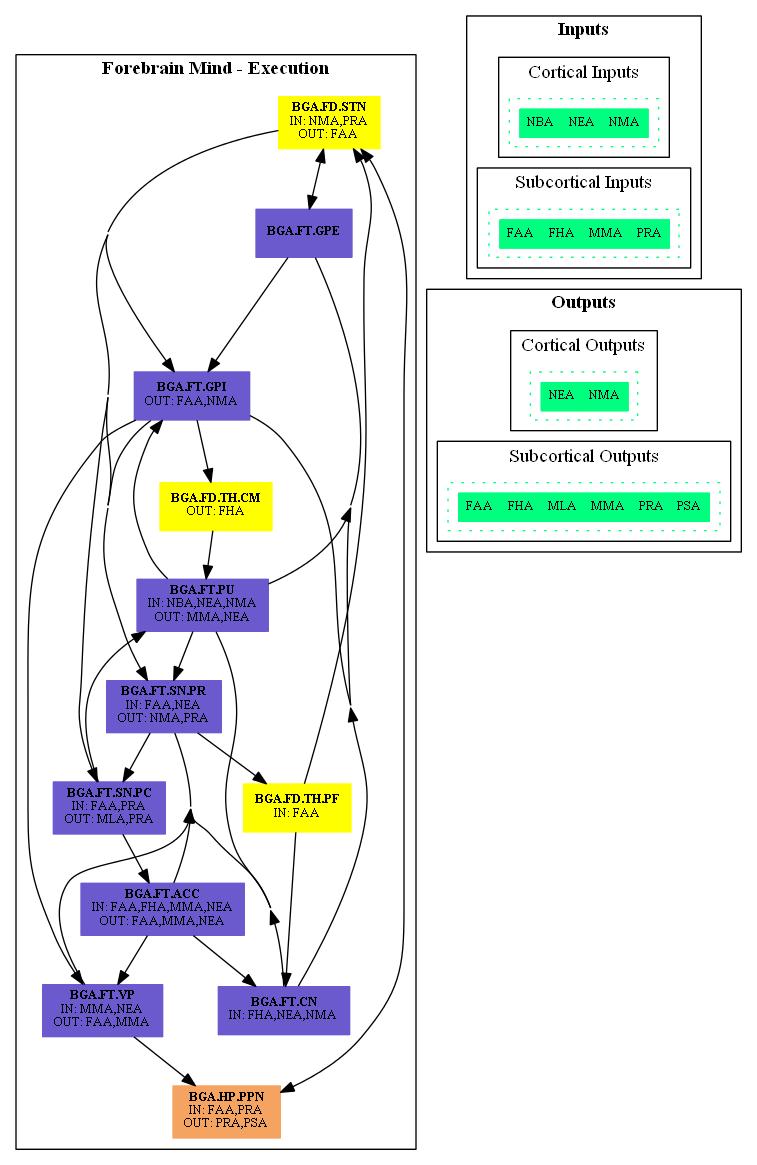 Forebrain Mind - Execution
BGA.FD.STN
IN: NMA,PRA
OUT: FAA
BGA.FT.GPE
BGA.FT.GPI
OUT: FAA,NMA
BGA.FD.TH.CM
OUT: FHA
BGA.FT.PU
IN: NBA,NEA,NMA
OUT: MMA,NEA
BGA.FT.SN.PR
IN: FAA,NEA
OUT: NMA,PRA
BGA.FT.SN.PC
IN: FAA,PRA
OUT: MLA,PRA
BGA.FD.TH.PF
IN: FAA
BGA.FT.ACC
IN: FAA,FHA,MMA,NEA
OUT: FAA,MMA,NEA
BGA.FT.VP
IN: MMA,NEA
OUT: FAA,MMA
BGA.FT.CN
IN: FHA,NEA,NMA
BGA.HP.PPN
IN: FAA,PRA
OUT: PRA,PSA
Inputs
Cortical Inputs
NBA NEA NMA
Subcortical Inputs
FAA FHA MMA PRA
Outputs
Cortical Outputs
NEA NMA
Subcortical Outputs
FAA FHA MLA MMA PRA PSA